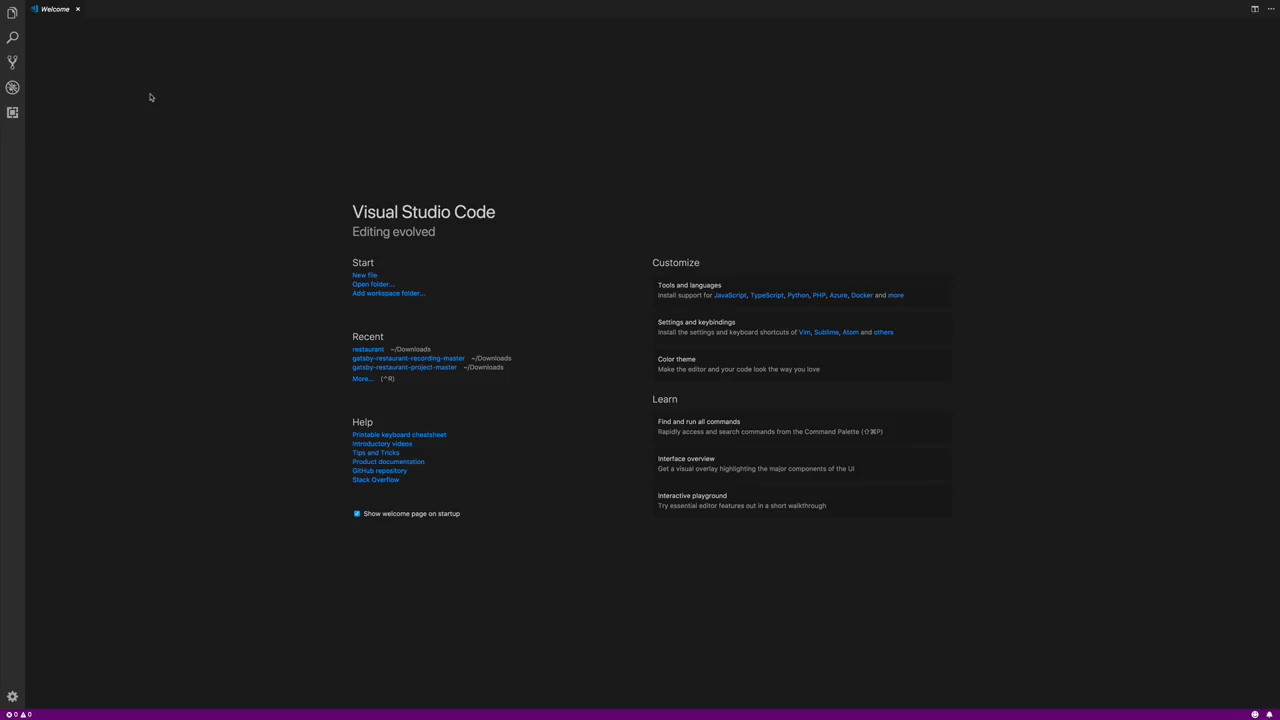 Welcome
Visual Studio Code
Editing evolved
Start
New file
Open folder...
Add workspace folder...
Recent
restaurant ~/Downloads
gatsby-restaurant-recording-master ~/Downloads
gatsby-restaurant-project-master ~/Downloads
More... (^R)
Help
Printable keyboard cheatsheet
Introductory videos
Tips and Tricks
Product documentation
GitHub repository
Stack Overflow
Show welcome page on startup
Customize
Tools and languages
Install support for JavaScript, TypeScript, Python, PHP, Azure, Docker and more
Settings and keybindings
Install the settings and keyboard shortcuts of Vim, Sublime, Atom and others
Color theme
Make the editor and your code look the way you love
Learn
Find and run all commands
Rapidly access and search commands from the Command Palette (⇧⌘P)
Interface overview
Get a visual overlay highlighting the major components of the UI
Interactive playground
Try essential editor features out in a short walkthrough
0 0